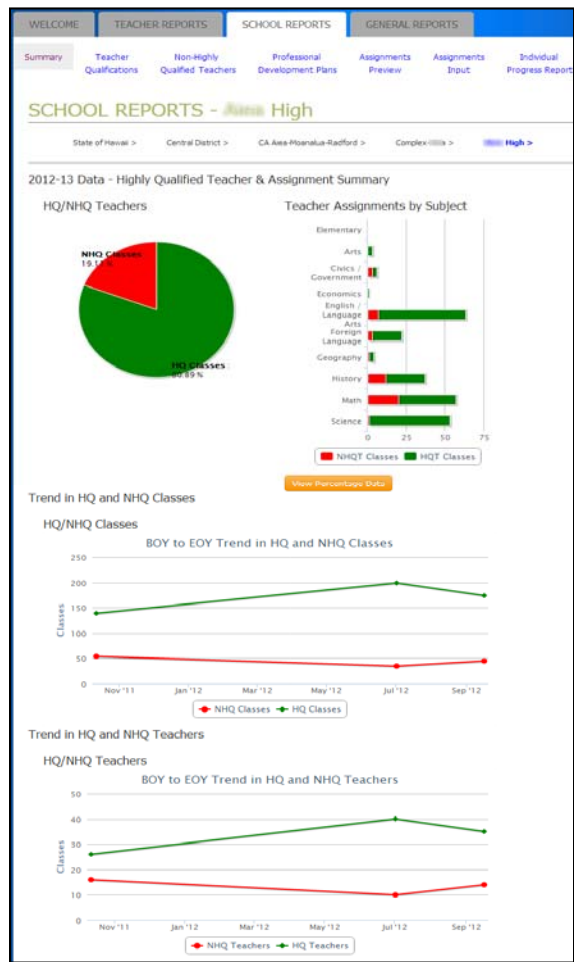 WELCOME TEACHER REPORTS SCHOOL REPORTS GENERAL REPORTS
Summary Teacher Qualifications Non-Highly Qualified Teachers Professional Development Plans Assignments Preview Assignments Input Individual Progress Report
SCHOOL REPORTS - High
State of Hawaii > Central District > CA Aiea-Moanalua-Radford > Complex > High >
2012-13 Data - Highly Qualified Teacher & Assignment Summary
HQ/NHQ Teachers
NHQ Classes
19.11 %
HQ Classes
80.89 %
Teacher Assignments by Subject
Elementary
Arts
Civics /
Government
Economics
English /
Language
Arts
Foreign
Language
Geography
History
Math
Science
0 25 50 75
NHQT Classes HQT Classes
View Percentage Data
Trend in HQ and NHQ Classes
HQ/NHQ Classes
BOY to EOY Trend in HQ and NHQ Classes
Classes
250
200
150
100
50
0
Nov '11 Jan '12 Mar '12 May '12 Jul '12 Sep '12
NHQ Classes HQ Classes
Trend in HQ and NHQ Teachers
HQ/NHQ Teachers
BOY to EOY Trend in HQ and NHQ Teachers
Classes
50
40
30
20
10
0
Nov '11 Jan '12 Mar '12 May '12 Jul '12 Sep '12
NHQ Teachers HQ Teachers